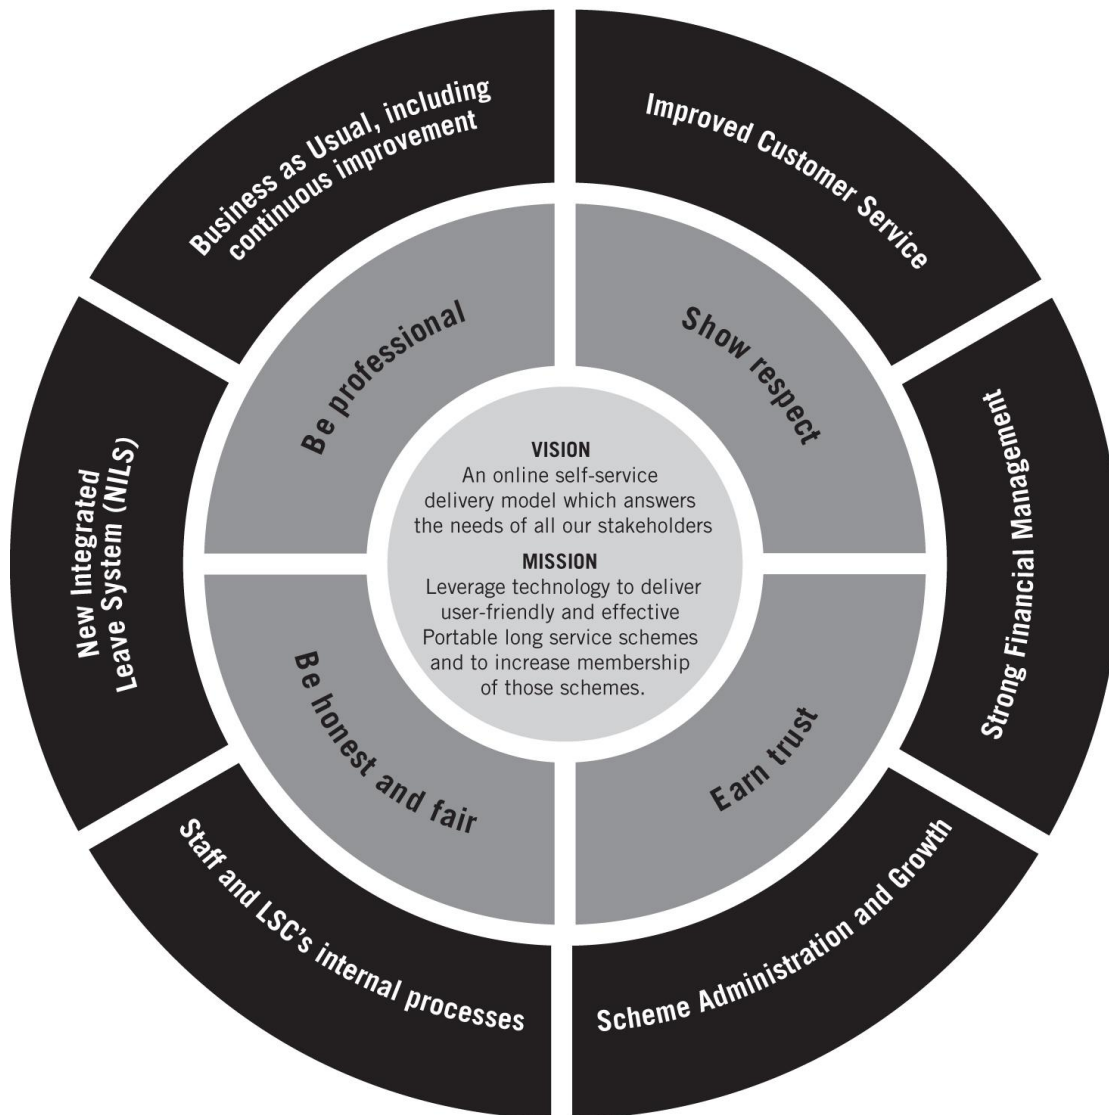 Business as Usual, including
continuous improvement
Improved Customer Service
Strong Financial Management
Scheme Administration and Growth
Staff and LSC's internal processes
New Integrated
Leave System (NILS)
Be professional
Show respect
Earn trust
Be honest and fair
VISION
An online self-service
delivery model which answers
the needs of all our stakeholders
MISSION
Leverage technology to deliver
user-friendly and effective
Portable long service schemes
and to increase membership
of those schemes.